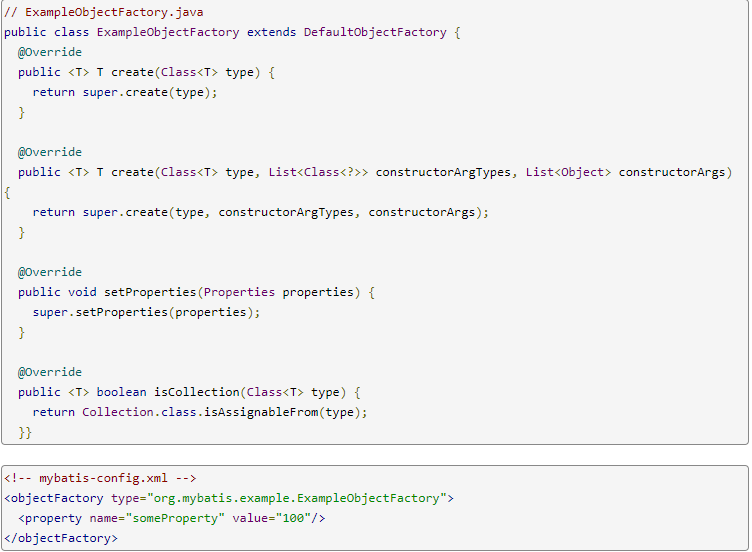 // ExampleObjectFactory.java
public class ExampleObjectFactory extends DefaultObjectFactory {
  @Override
  public <T> T create(Class<T> type) {
    return super.create(type);
  }

  @Override
  public <T> T create(Class<T> type, List<Class<?>> constructorArgTypes, List<Object> constructorArgs)
{
    return super.create(type, constructorArgTypes, constructorArgs);
  }

  @Override
  public void setProperties(Properties properties) {
    super.setProperties(properties);
  }

  @Override
  public <T> boolean isCollection(Class<T> type) {
    return Collection.class.isAssignableFrom(type);
  }}

<!-- mybatis-config.xml -->
<objectFactory type="org.mybatis.example.ExampleObjectFactory">
  <property name="someProperty" value="100"/>
</objectFactory>